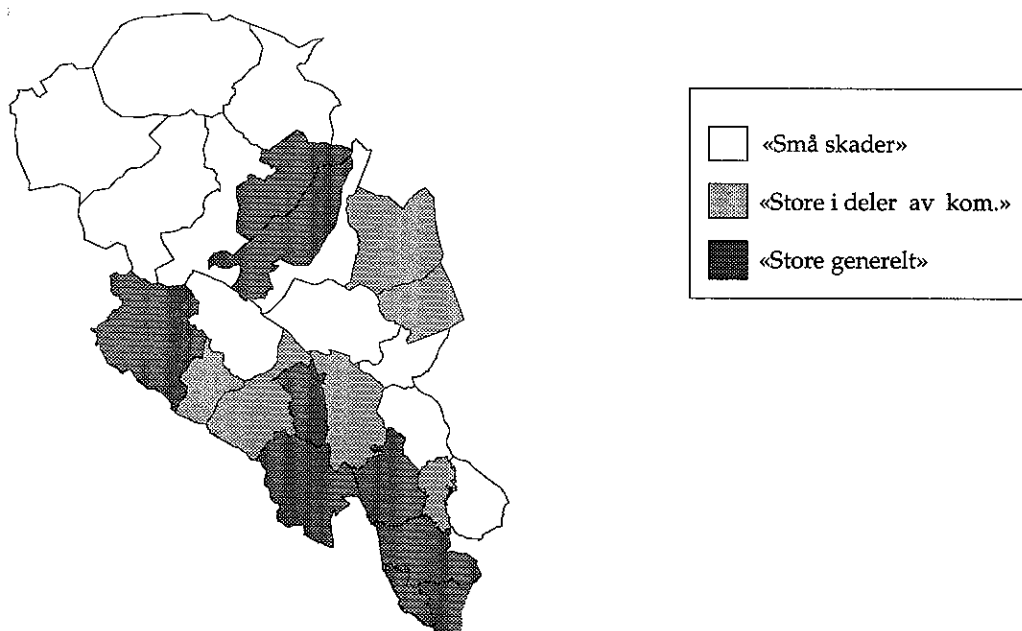 «Små skader»
«Store i deler av kom.»
«Store generelt»